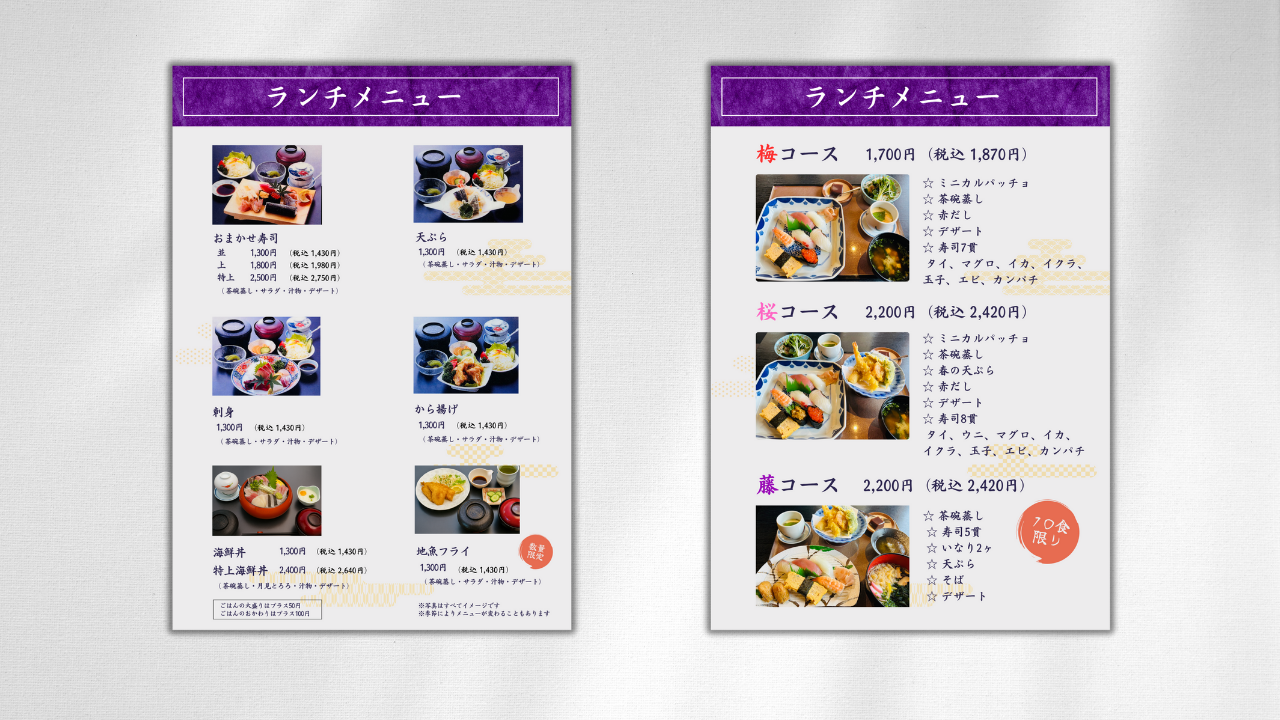 ランチメニュー
おまかせ寿司
並 1,300円 (税込 1,430円)
上 1,800円 (税込 1,980円)
特上 2,500円 (税込 2,750円)
(茶碗蒸し・サラダ・汁物・デザート)
天ぷら
1,300円 (税込 1,430円)
(茶碗蒸し・サラダ・汁物・デザート)
刺身
1,300円 (税込 1,430円)
(茶碗蒸し・サラダ・汁物・デザート)
から揚げ
1,300円 (税込 1,430円)
(茶碗蒸し・サラダ・汁物・デザート)
海鮮丼 1,300円 (税込 1,430円)
特上海鮮丼 2,400円 (税込 2,640円)
(茶碗蒸し・月見とろろ・汁物・デザート)
地魚フライ
1,300円 (税込 1,430円)
(茶碗蒸し・サラダ・汁物・デザート)
数量
限定
ごはんの大盛りはプラス50円
ごはんのおかわりはプラス100円
※写真はすべてイメージです
※季節によりメニューが変わることもあります
ランチメニュー
梅コース 1,700円 (税込 1,870円)
☆ ミニカルパッチョ
☆ 茶碗蒸し
☆ 赤だし
☆ デザート
☆ 寿司7貫
タイ、マグロ、イカ、イクラ、
玉子、エビ、カンパチ
桜コース 2,200円 (税込 2,420円)
☆ ミニカルパッチョ
☆ 茶碗蒸し
☆ 春の天ぷら
☆ 赤だし
☆ デザート
☆ 寿司8貫
タイ、ウニ、マグロ、イカ、
イクラ、玉子、エビ、カンパチ
藤コース 2,200円 (税込 2,420円)
☆ 茶碗蒸し
☆ 寿司5貫
☆ いなり2ヶ
☆ 天ぷら
☆ そば
☆ デザート
10食
限り